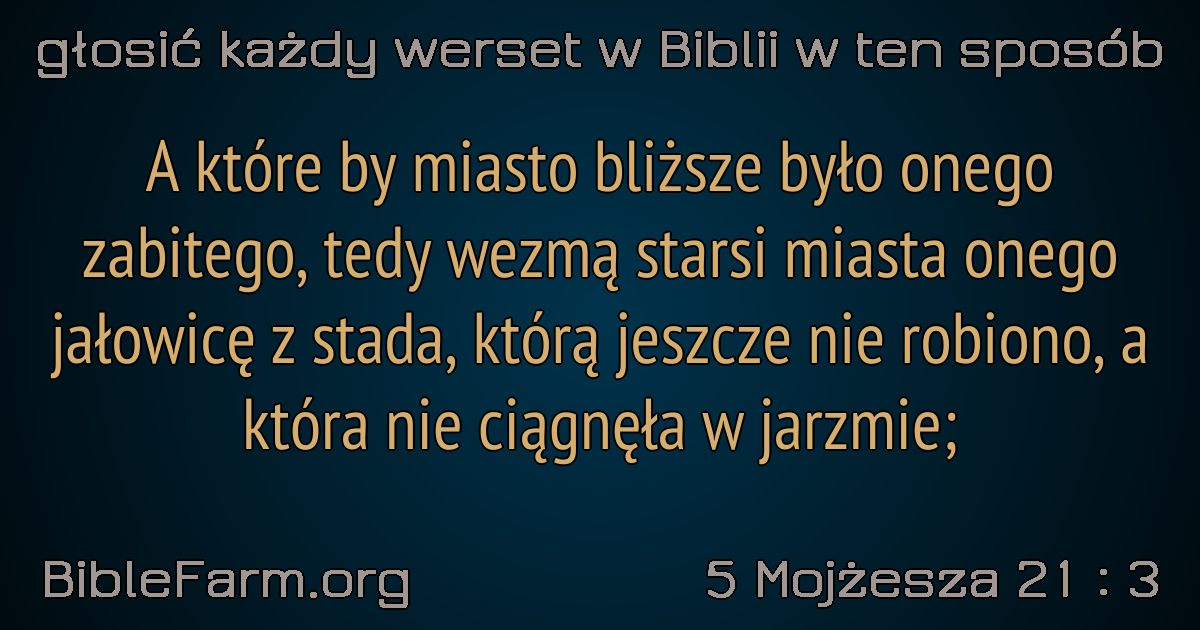 głosić każdy werset w Biblii w ten sposób
A które by miasto bliższe było onego
zabitego, tedy wezmą starsi miasta onego
jałowicę z stada, którą jeszcze nie robiono, a
która nie ciągnęła w jarzmie;
BibleFarm.org
5 Mojżesza 21 : 3